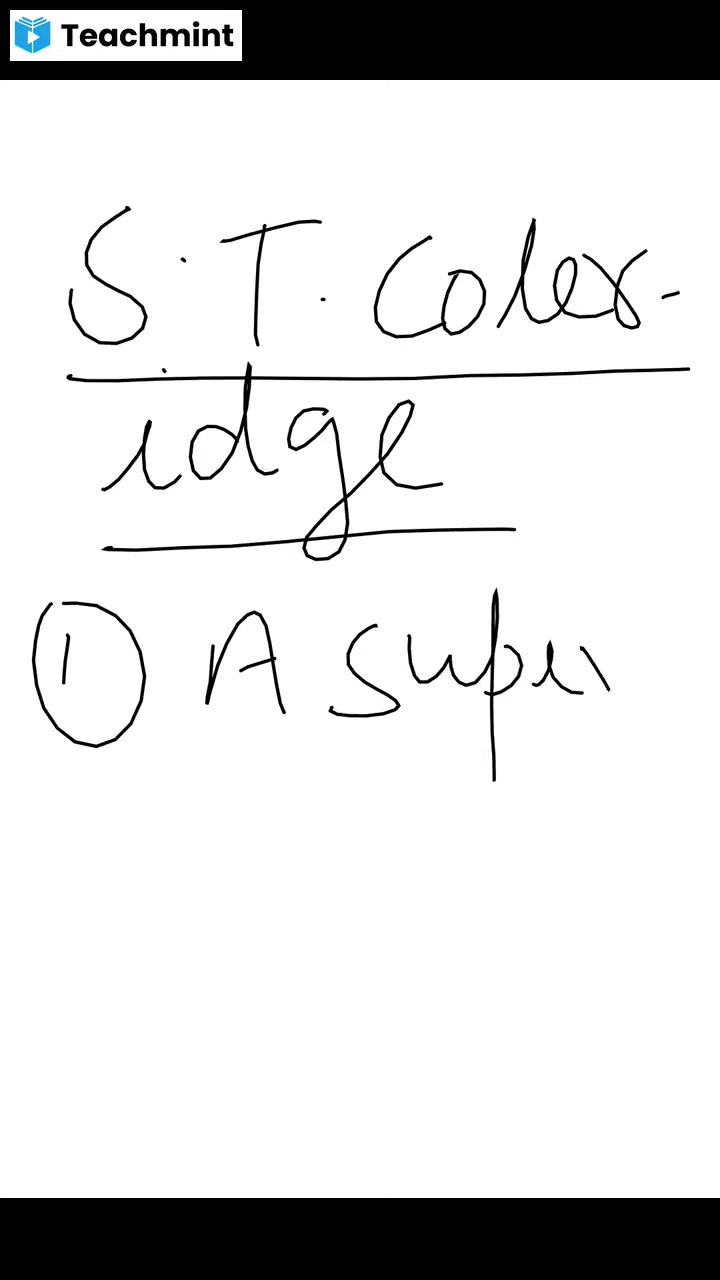 Teachmint
S. T. Coler-
idge
① A Super